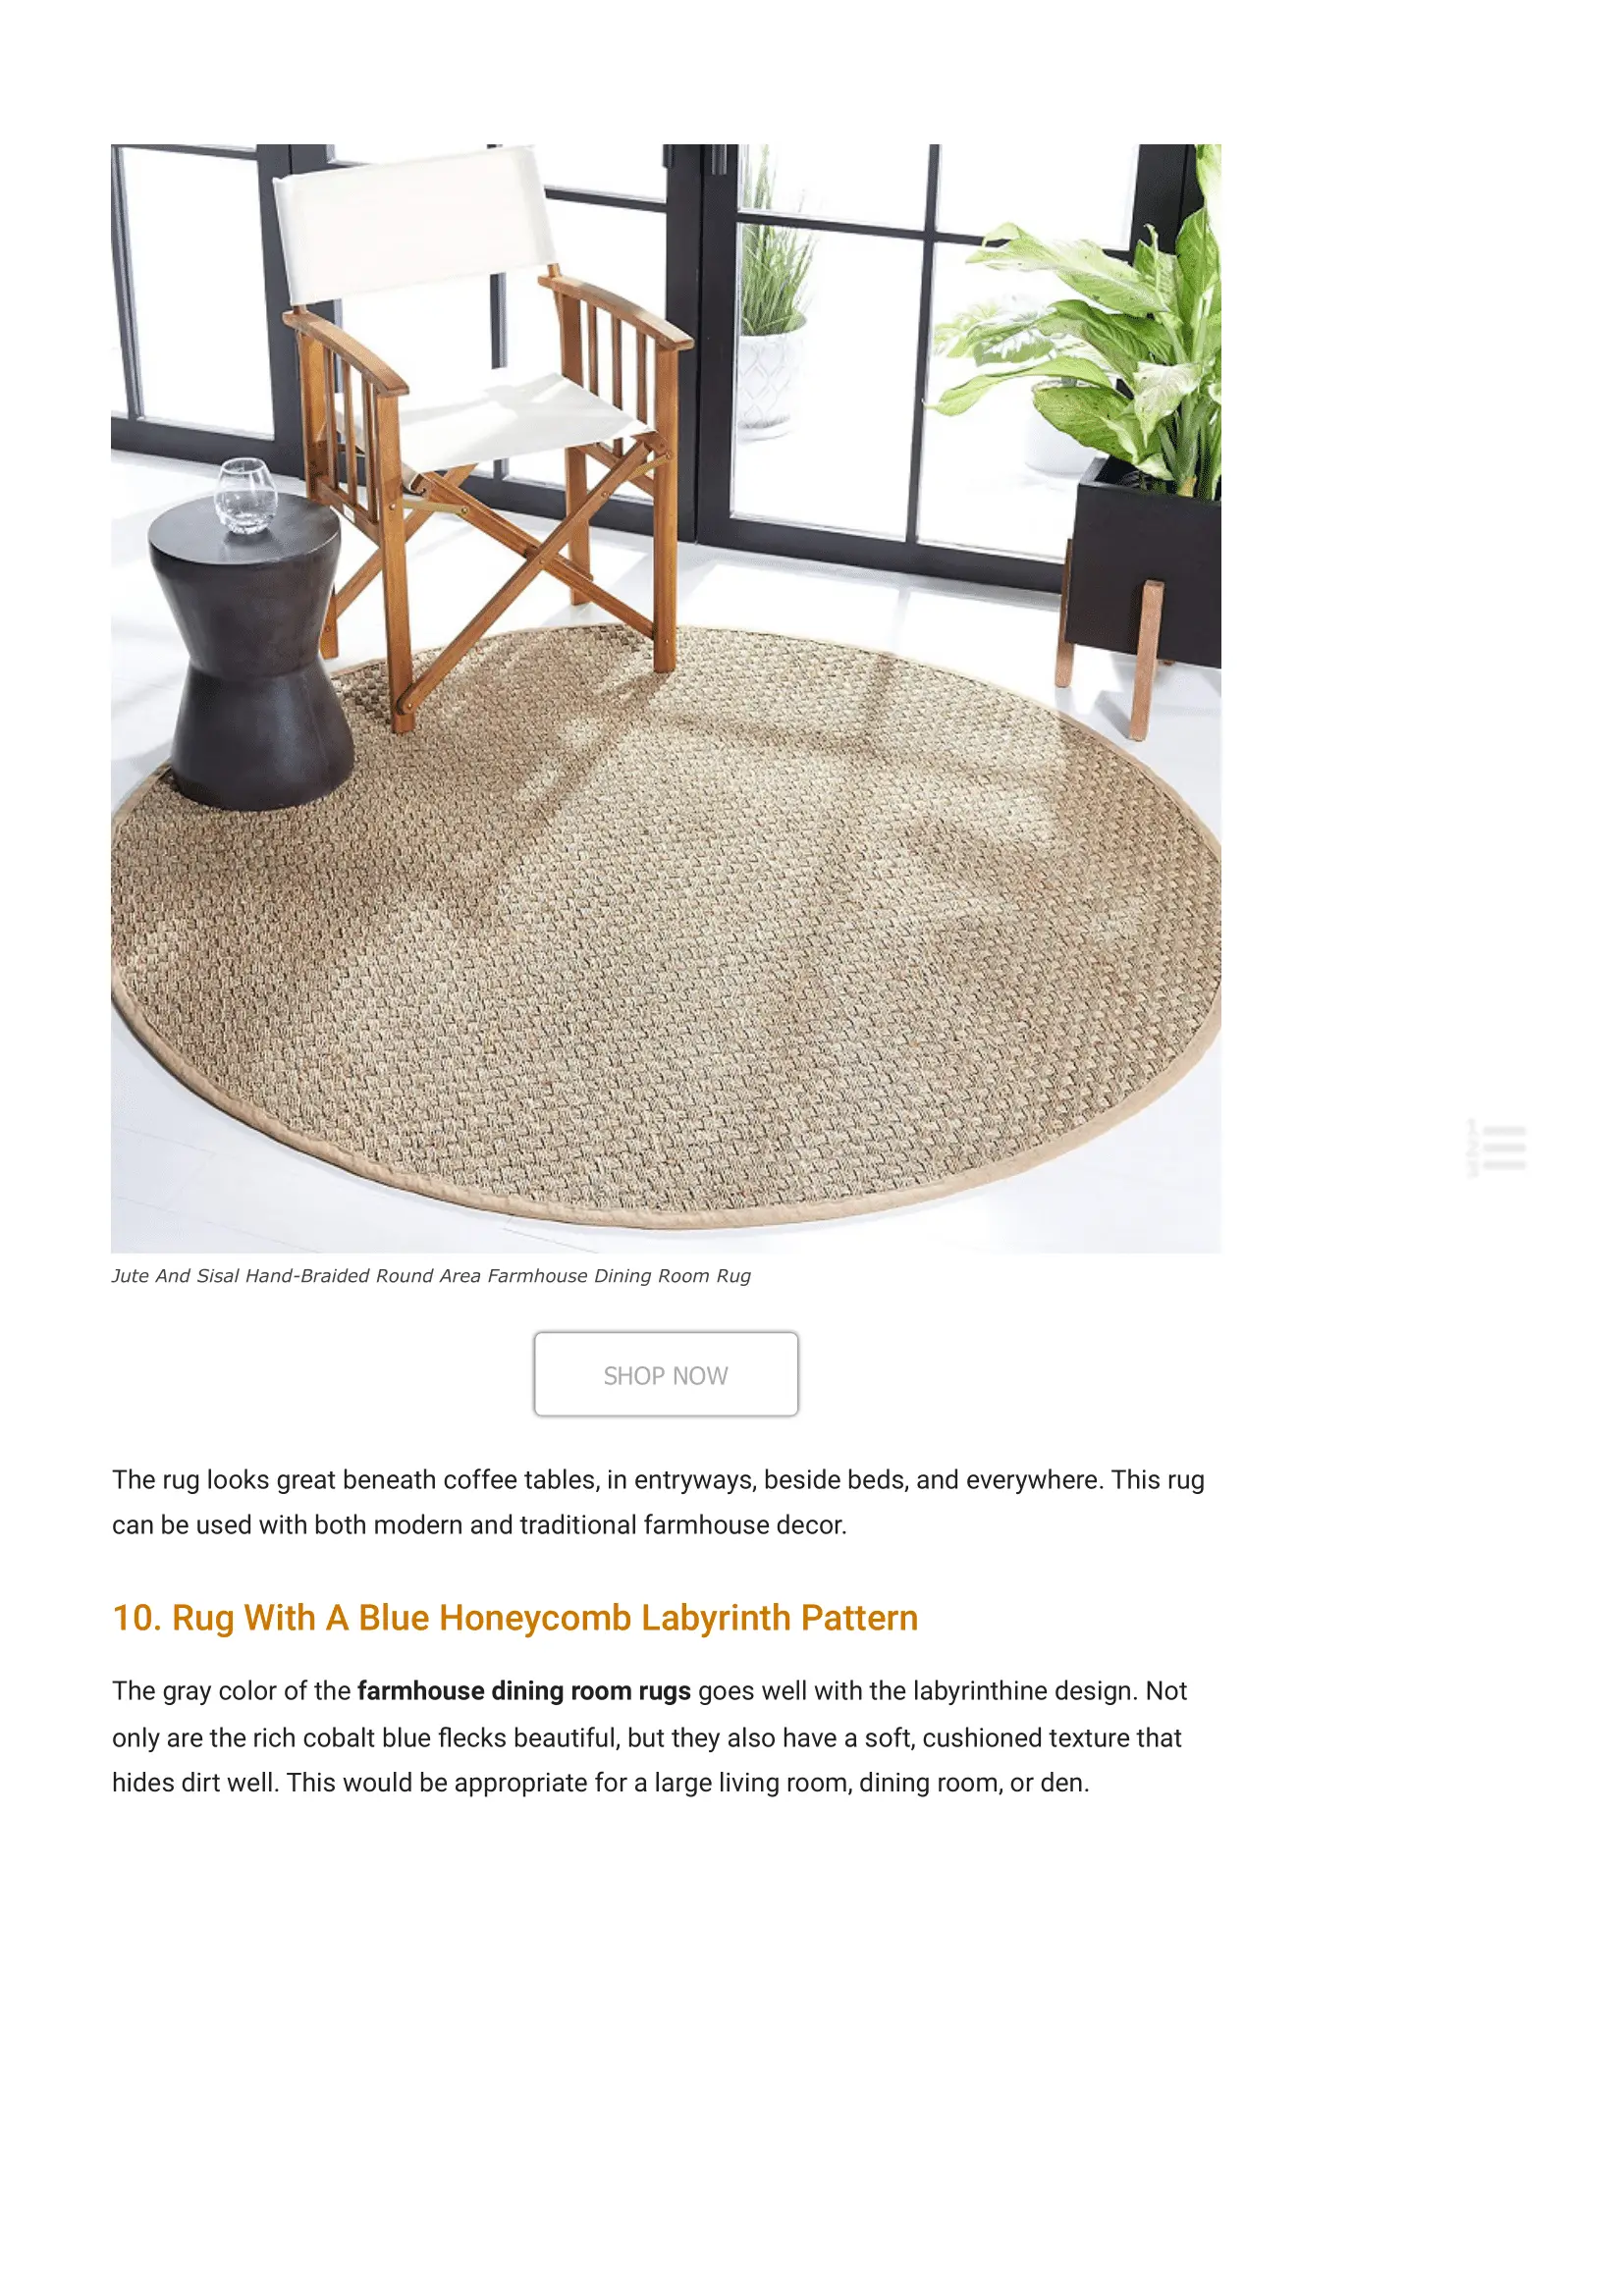 Jute And Sisal Hand-Braided Round Area Farmhouse Dining Room Rug
SHOP NOW
The rug looks great beneath coffee tables, in entryways, beside beds, and everywhere. This rug
can be used with both modern and traditional farmhouse decor.
10. Rug With A Blue Honeycomb Labyrinth Pattern
The gray color of the farmhouse dining room rugs goes well with the labyrinthine design. Not
only are the rich cobalt blue flecks beautiful, but they also have a soft, cushioned texture that
hides dirt well. This would be appropriate for a large living room, dining room, or den.